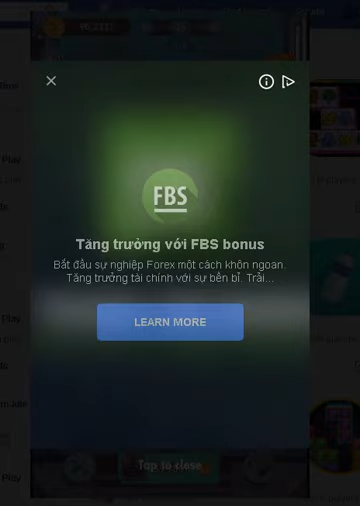 Play
FBS
Tăng trưởng với FBS bonus
Bắt đầu sự nghiệp Forex một cách khôn ngoan.
Tăng trưởng tài chính với sự bền bỉ. Trải...
LEARN MORE
Play
Tap to close
Play